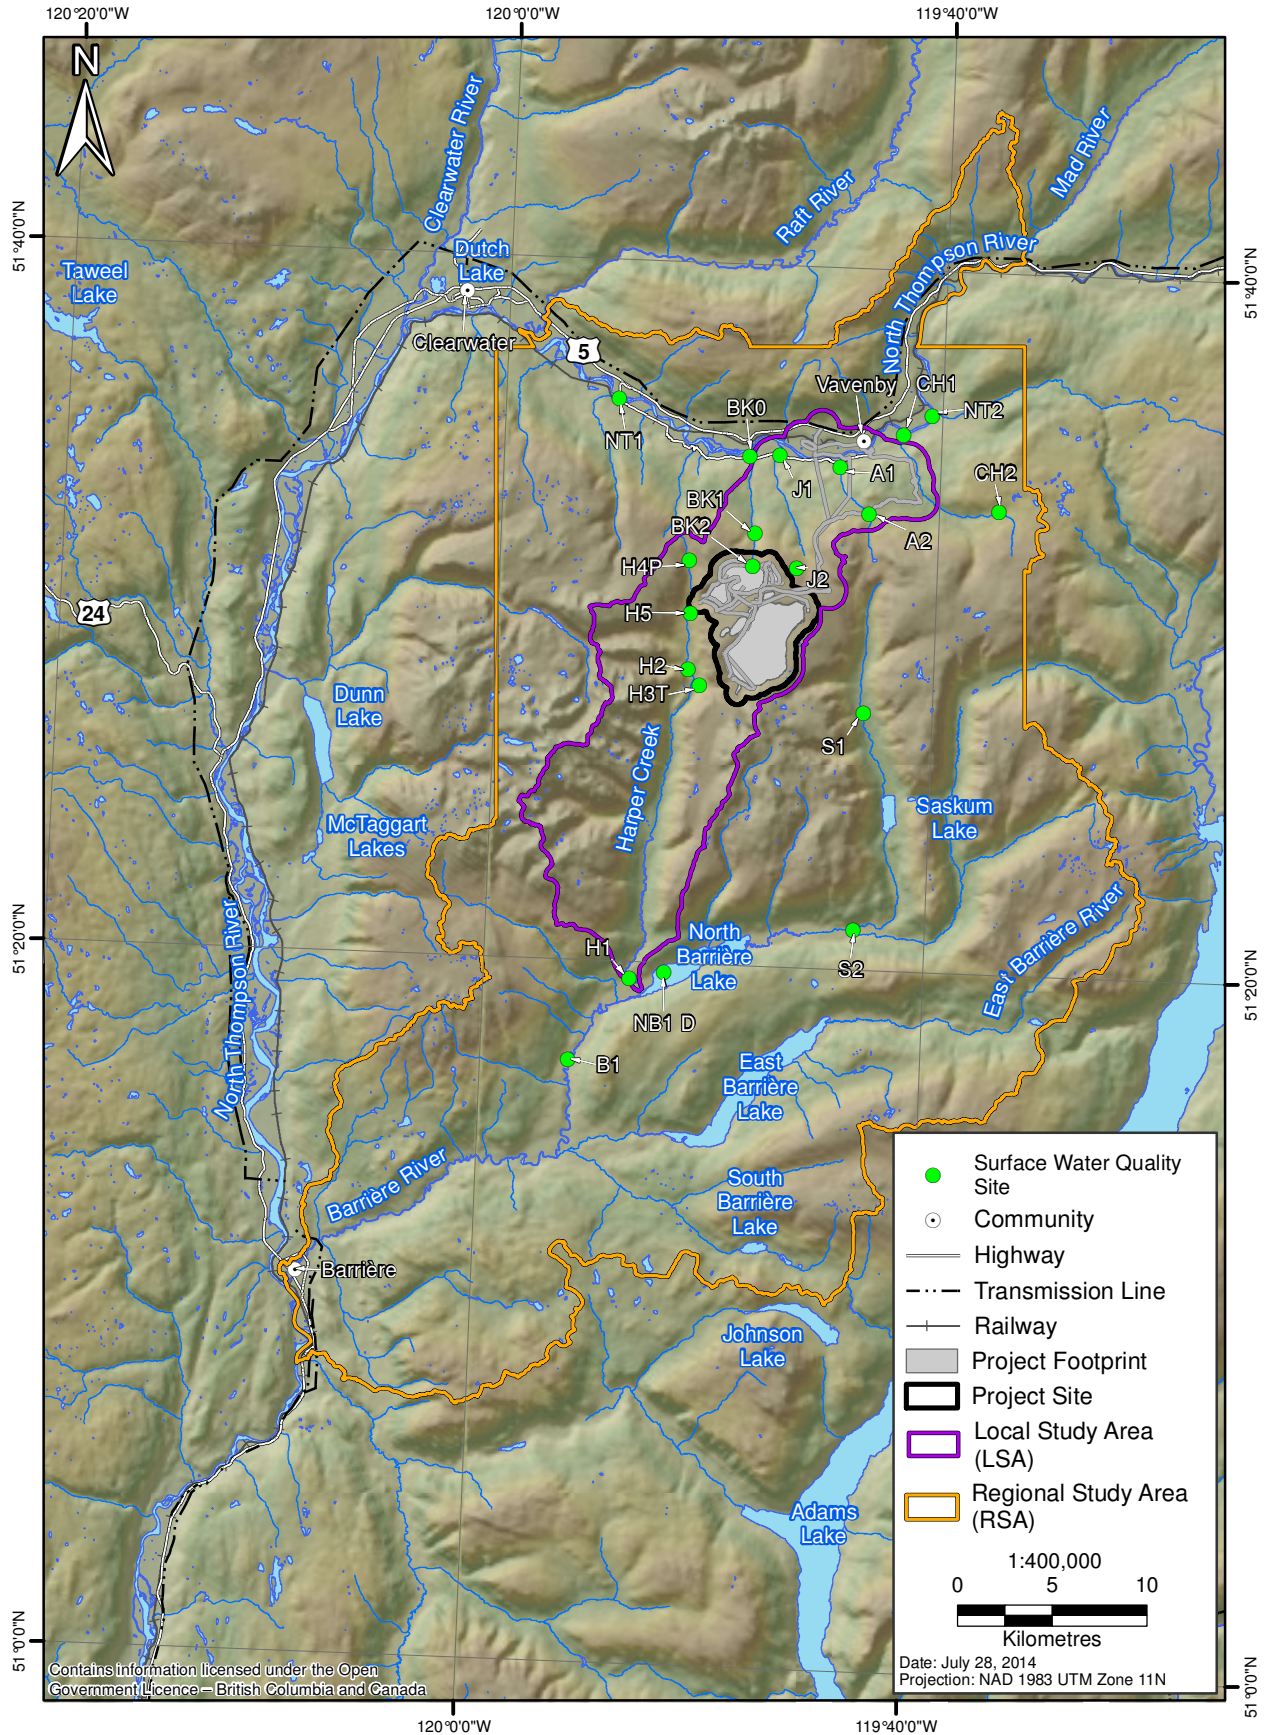 120°20'0"W
120°0'0"W
119°40'0"W
N
Clearwater River
Mad River
Raft River
51°40'0"N
Dutch
Lake
Taweel
Lake
North Thompson River
51°40'0"N
Clearwater
5
Vavenby
CH1
NT2
BK0
NT1
J1
A1
CH2
BK1
BK2
A2
H4P
J2
24
H5
H2
H3T
Dunn
Lake
S1
Harper Creek
Saskum
Lake
McTaggart
Lakes
51°20'0"N
North Thompson River
H1
North
Barrière
Lake
S2
East Barrière River
51°20'0"N
NB1 D
B1
East
Barrière
Lake
Barrière River
South
Barrière
Lake
Barrière
Johnson
Lake
Adams
Lake
Surface Water Quality
Site
Community
Highway
Transmission Line
Railway
Project Footprint
Project Site
Local Study Area
(LSA)
Regional Study Area
(RSA)
1:400,000
0 5 10
Kilometres
Date: July 28, 2014
Projection: NAD 1983 UTM Zone 11N
51°0'0"N
51°0'0"N
Contains information licensed under the Open
Government Licence – British Columbia and Canada
120°0'0"W
119°40'0"W